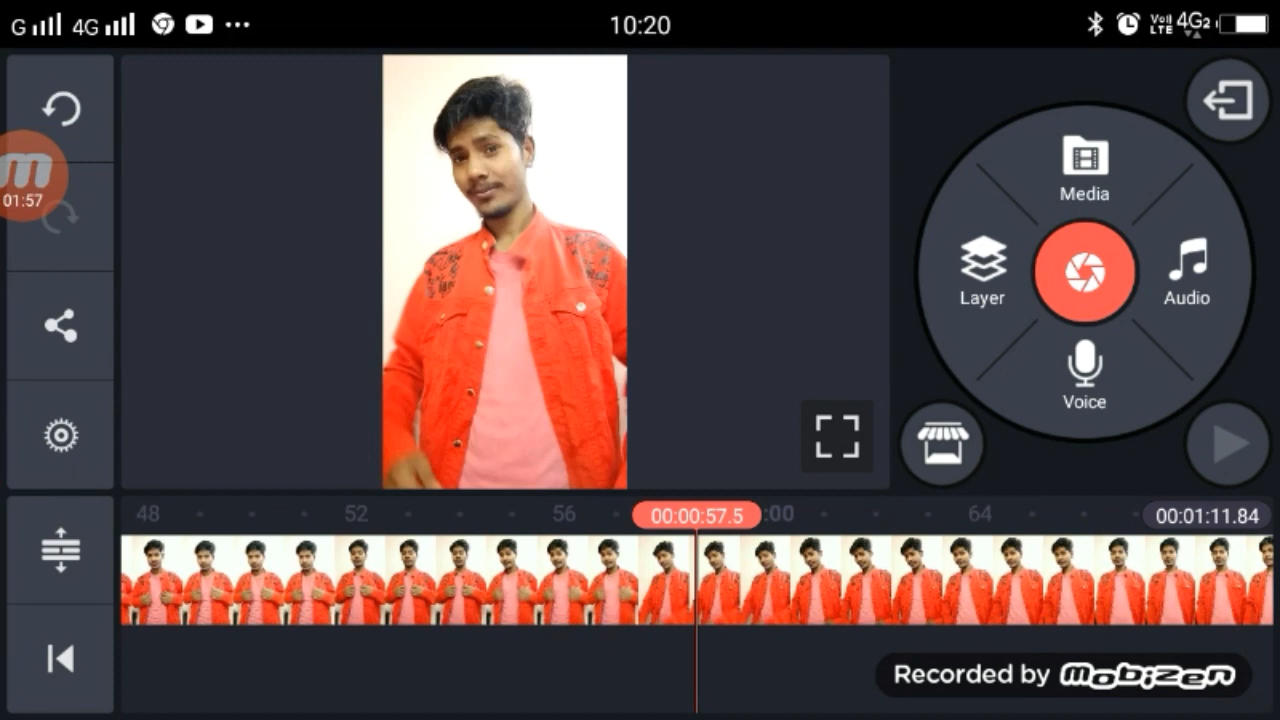 G 4G 10:20 VoII LTE 4G2
m
01:57
Media
Layer
Audio
Voice
48 52 56 00:00:57.5 :00 64 00:01:11.84
Recorded by mobizen